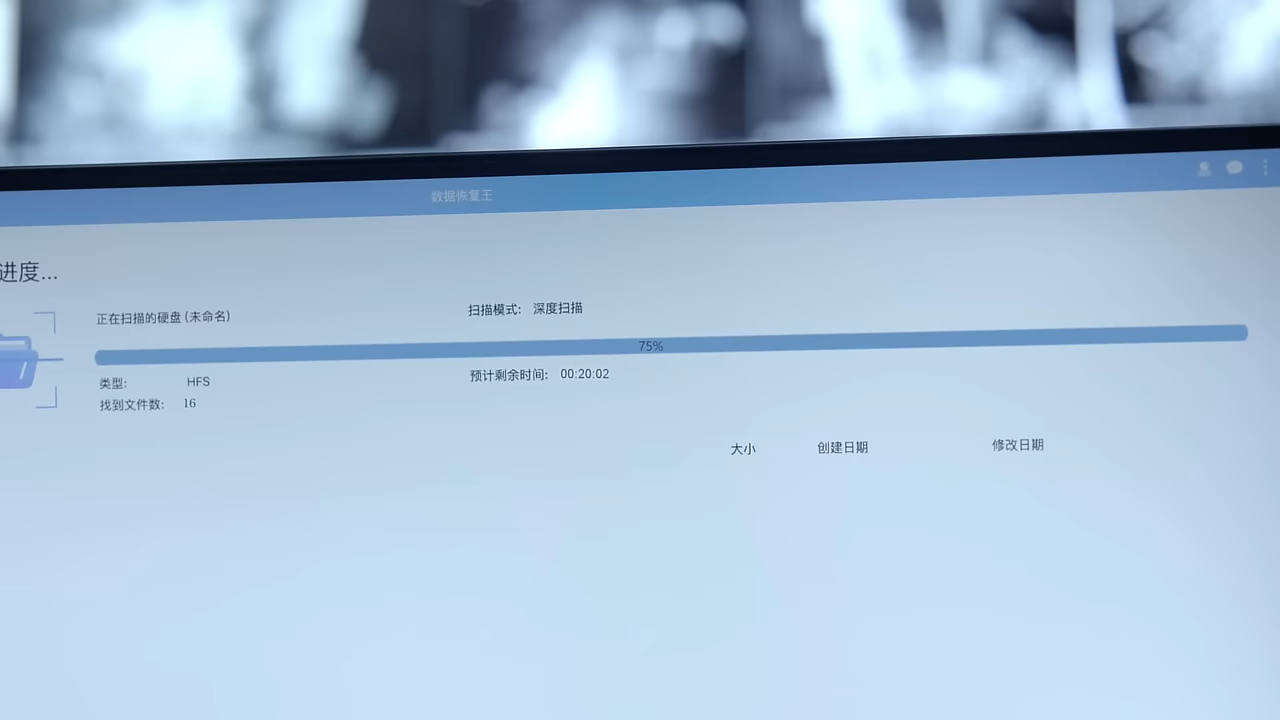 数据恢复王
进度...
正在扫描的硬盘(未命名)
扫描模式: 深度扫描
75%
类型: HFS
预计剩余时间: 00:20:02
找到文件数: 16
大小 创建日期 修改日期